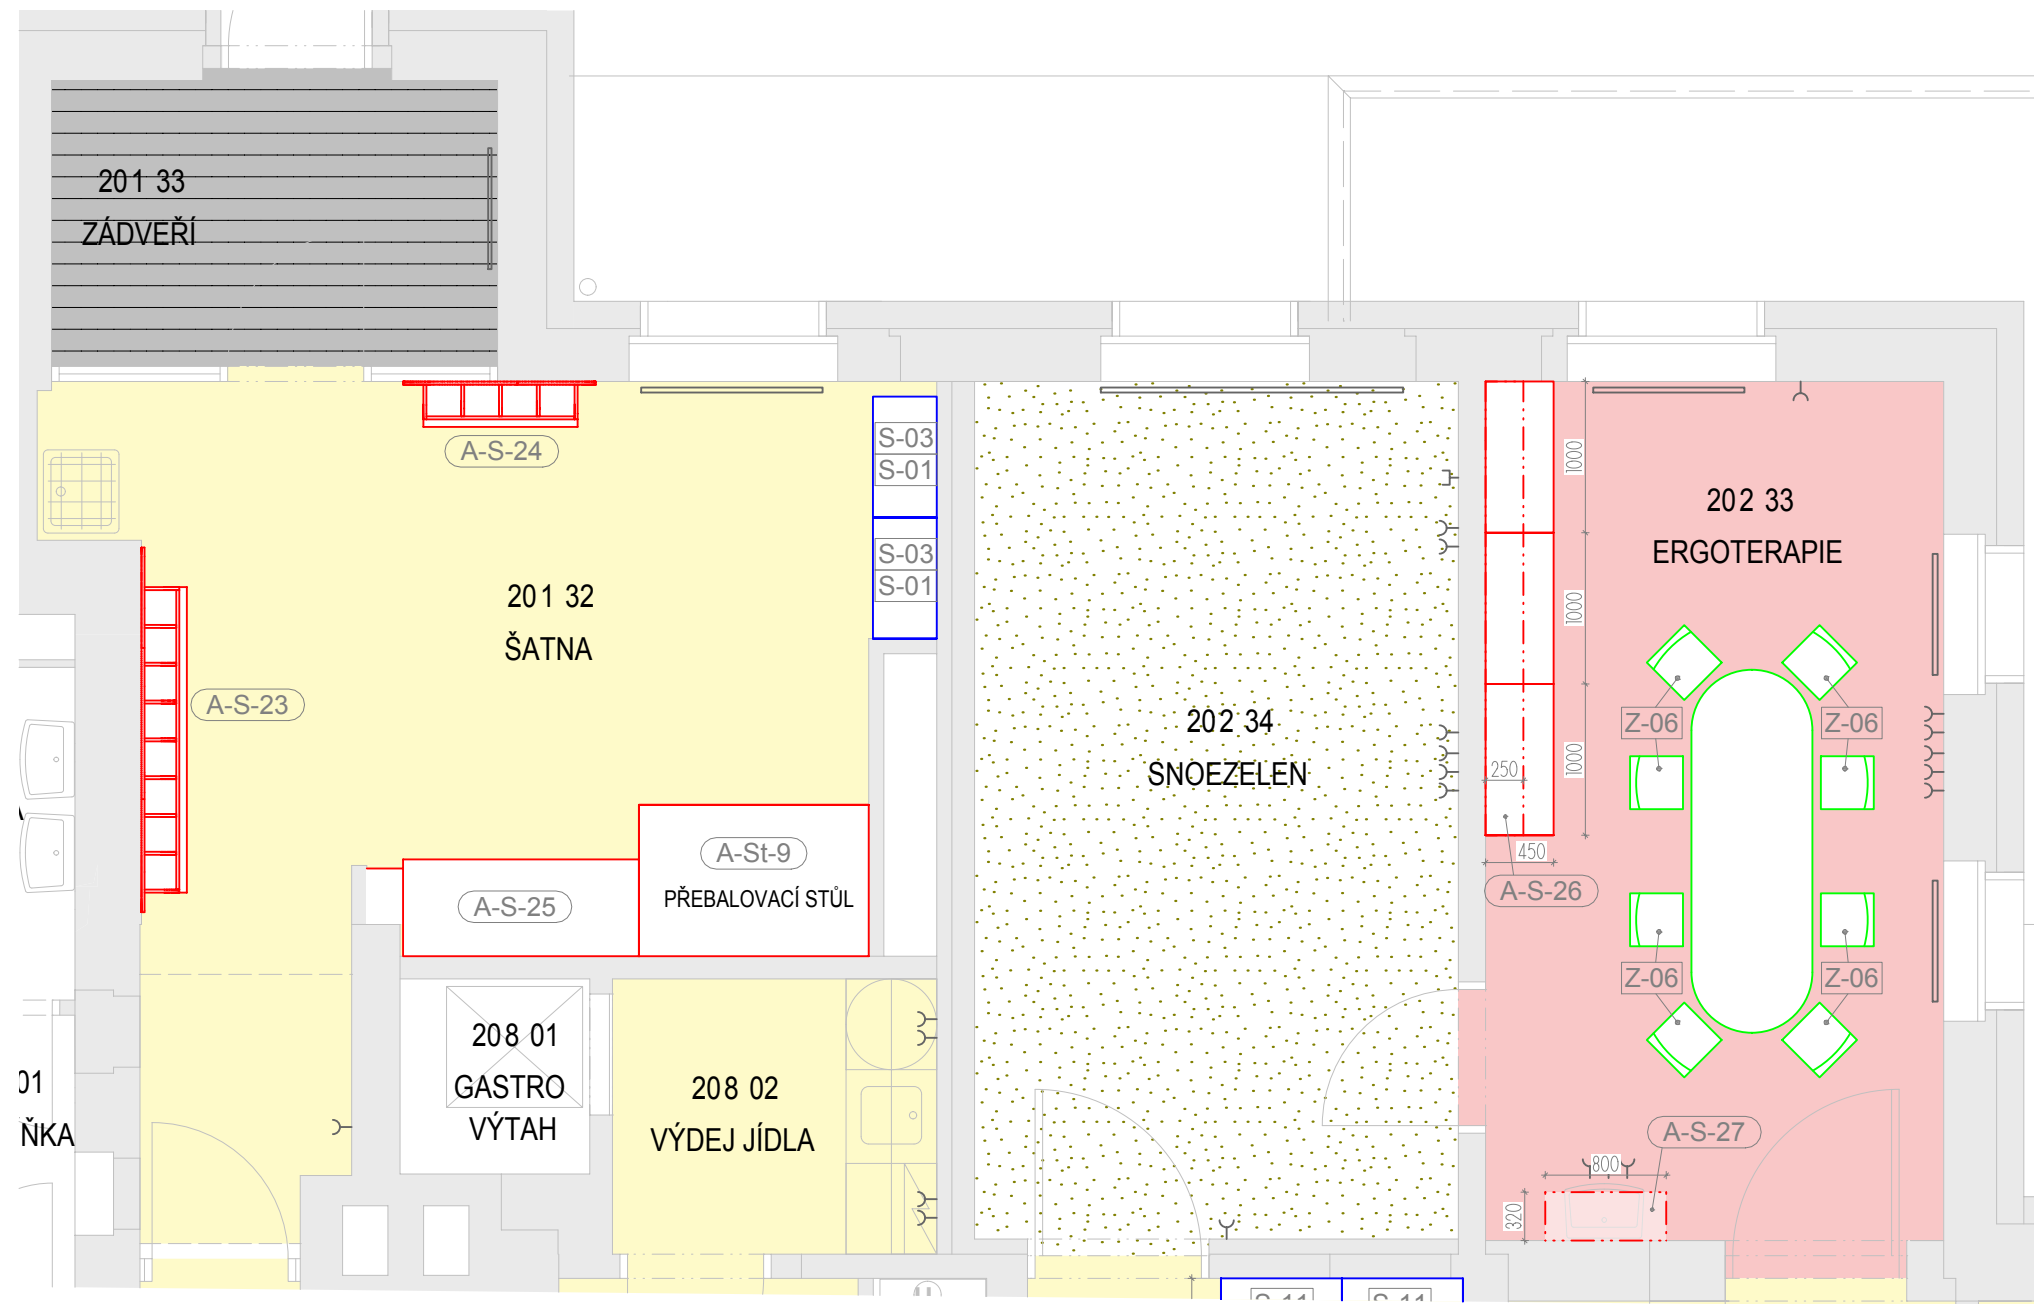 201 33
ZÁDVEŘÍ
A-S-24
S-03
S-01
S-03
S-01
201 32
ŠATNA
A-S-23
A-St-9
PŘEBALOVACÍ STŮL
A-S-25
202 34
SNOEZELEN
1000
1000
1000
250
450
A-S-26
202 33
ERGOTERAPIE
Z-06
Z-06
Z-06
Z-06
A-S-27
800
320
208 01
GASTRO
VÝTAH
208 02
VÝDEJ JÍDLA
01
ŇKA
S-11
S-11